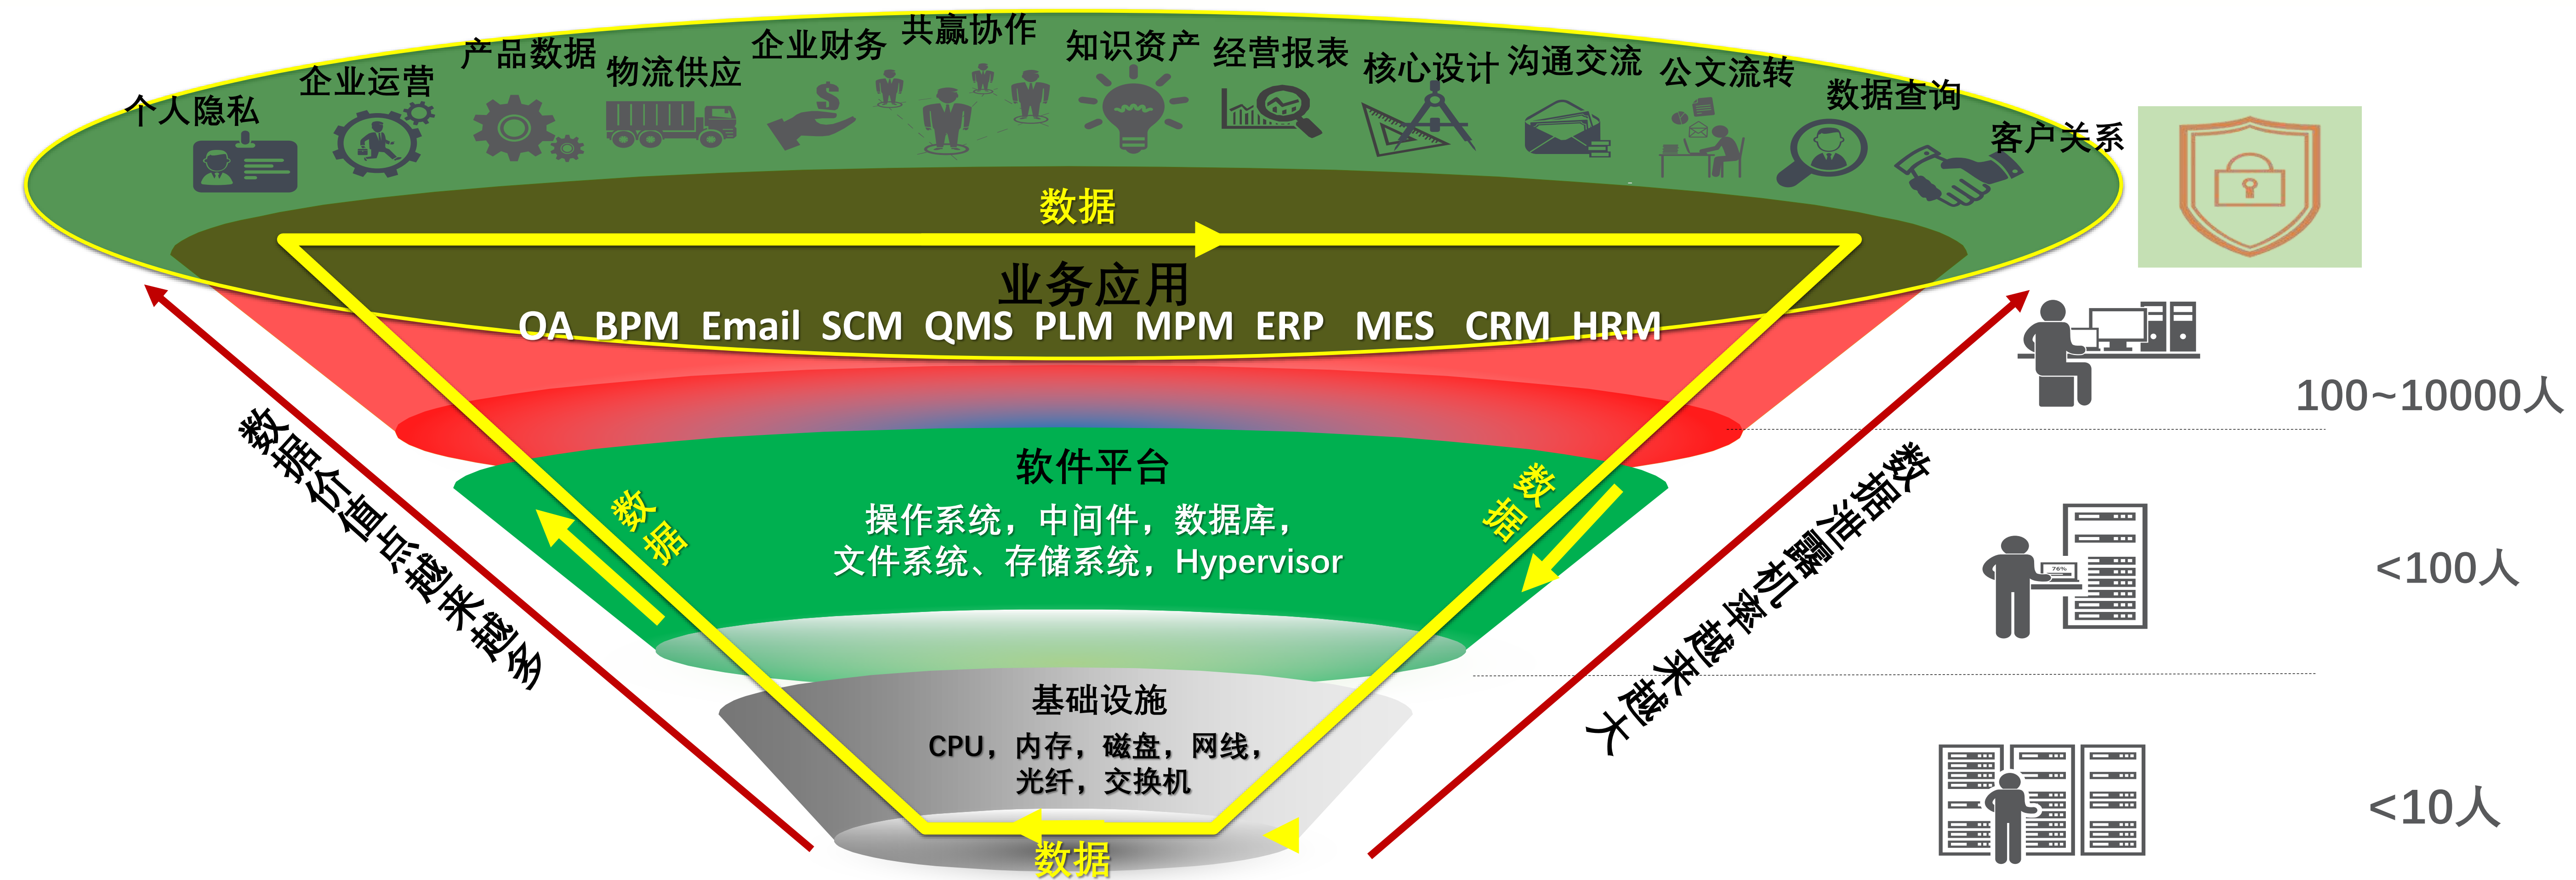 个人隐私
企业运营
产品数据
物流供应
企业财务
共赢协作
知识资产
经营报表
核心设计
沟通交流
公文流转
数据查询
客户关系
数据
业务应用
OA BPM Email SCM QMS PLM MPM ERP MES CRM HRM
100~10000人
数据价值点越来越多
数据
软件平台
操作系统，中间件，数据库，
文件系统、存储系统，Hypervisor
数据
数据泄露机率越来越大
76%
<100人
基础设施
CPU，内存，磁盘，网线，
光纤，交换机
数据
<10人